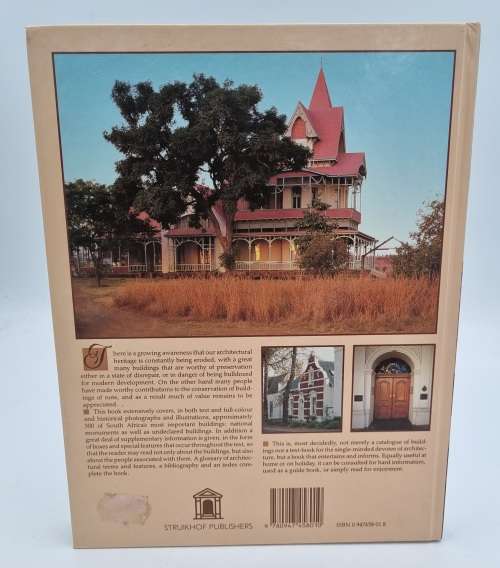 There is a growing awareness that our architectural
heritage is constantly being eroded, with a great
many buildings that are worthy of preservation
either in a state of disrepair, or in danger of being bulldozed
for modern development. On the other hand many people
have made worthy contributions to the conservation of build-
ings of note, and as a result much of value remains to be
appreciated. . .
This book extensively covers, in both text and full-colour
and historical photographs and illustrations, approximately
300 of South Africa's most important buildings; national
monuments as well as undeclared buildings. In addition a
great deal of supplementary information is given, in the form
of boxes and special features that occur throughout the text, so
that the reader may read not only about the buildings, but also
about the people associated with them. A glossary of architec-
tural terms and features, a bibliography and an index com-
plete the book.
This is, most decidedly, not merely a catalogue of build-
ings nor a text-book for the single-minded devotee of architec-
ture, but a book that entertains and informs. Equally useful at
home or on holiday, it can be consulted for hard information,
used as a guide book, or simply read for enjoyment.
STRUIKHOF PUBLISHERS
9 780947 458010
ISBN 0 947458 01 8